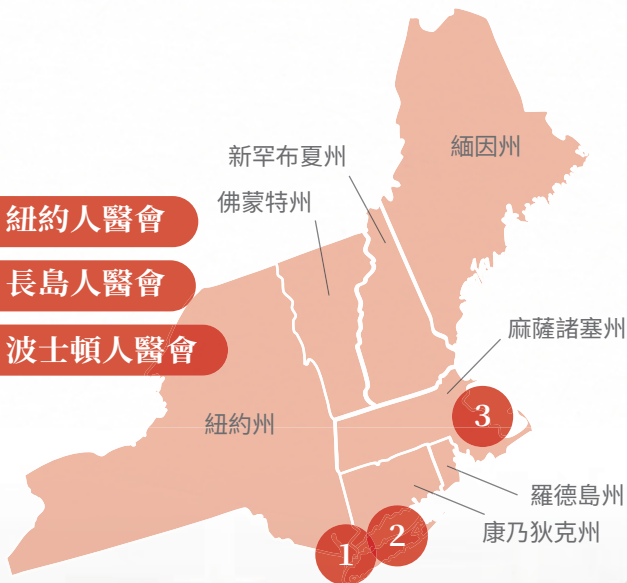 緬因州
新罕布夏州
佛蒙特州
紐約人醫會
長島人醫會
波士頓人醫會
麻薩諸塞州
紐約州
3
羅德島州
康乃狄克州
2
1